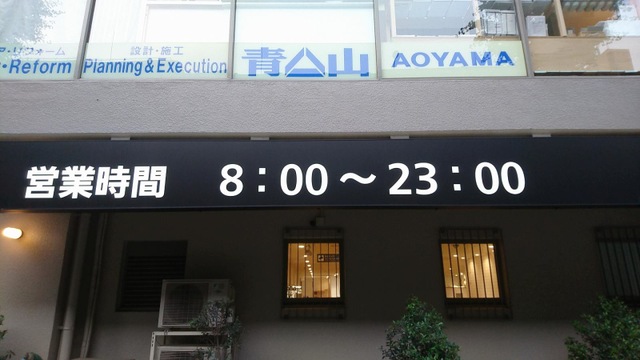 ア・リフォーム
・Reform
設計・施工
Planning & Execution
青山
AOYAMA
営業時間 8：00～23：00